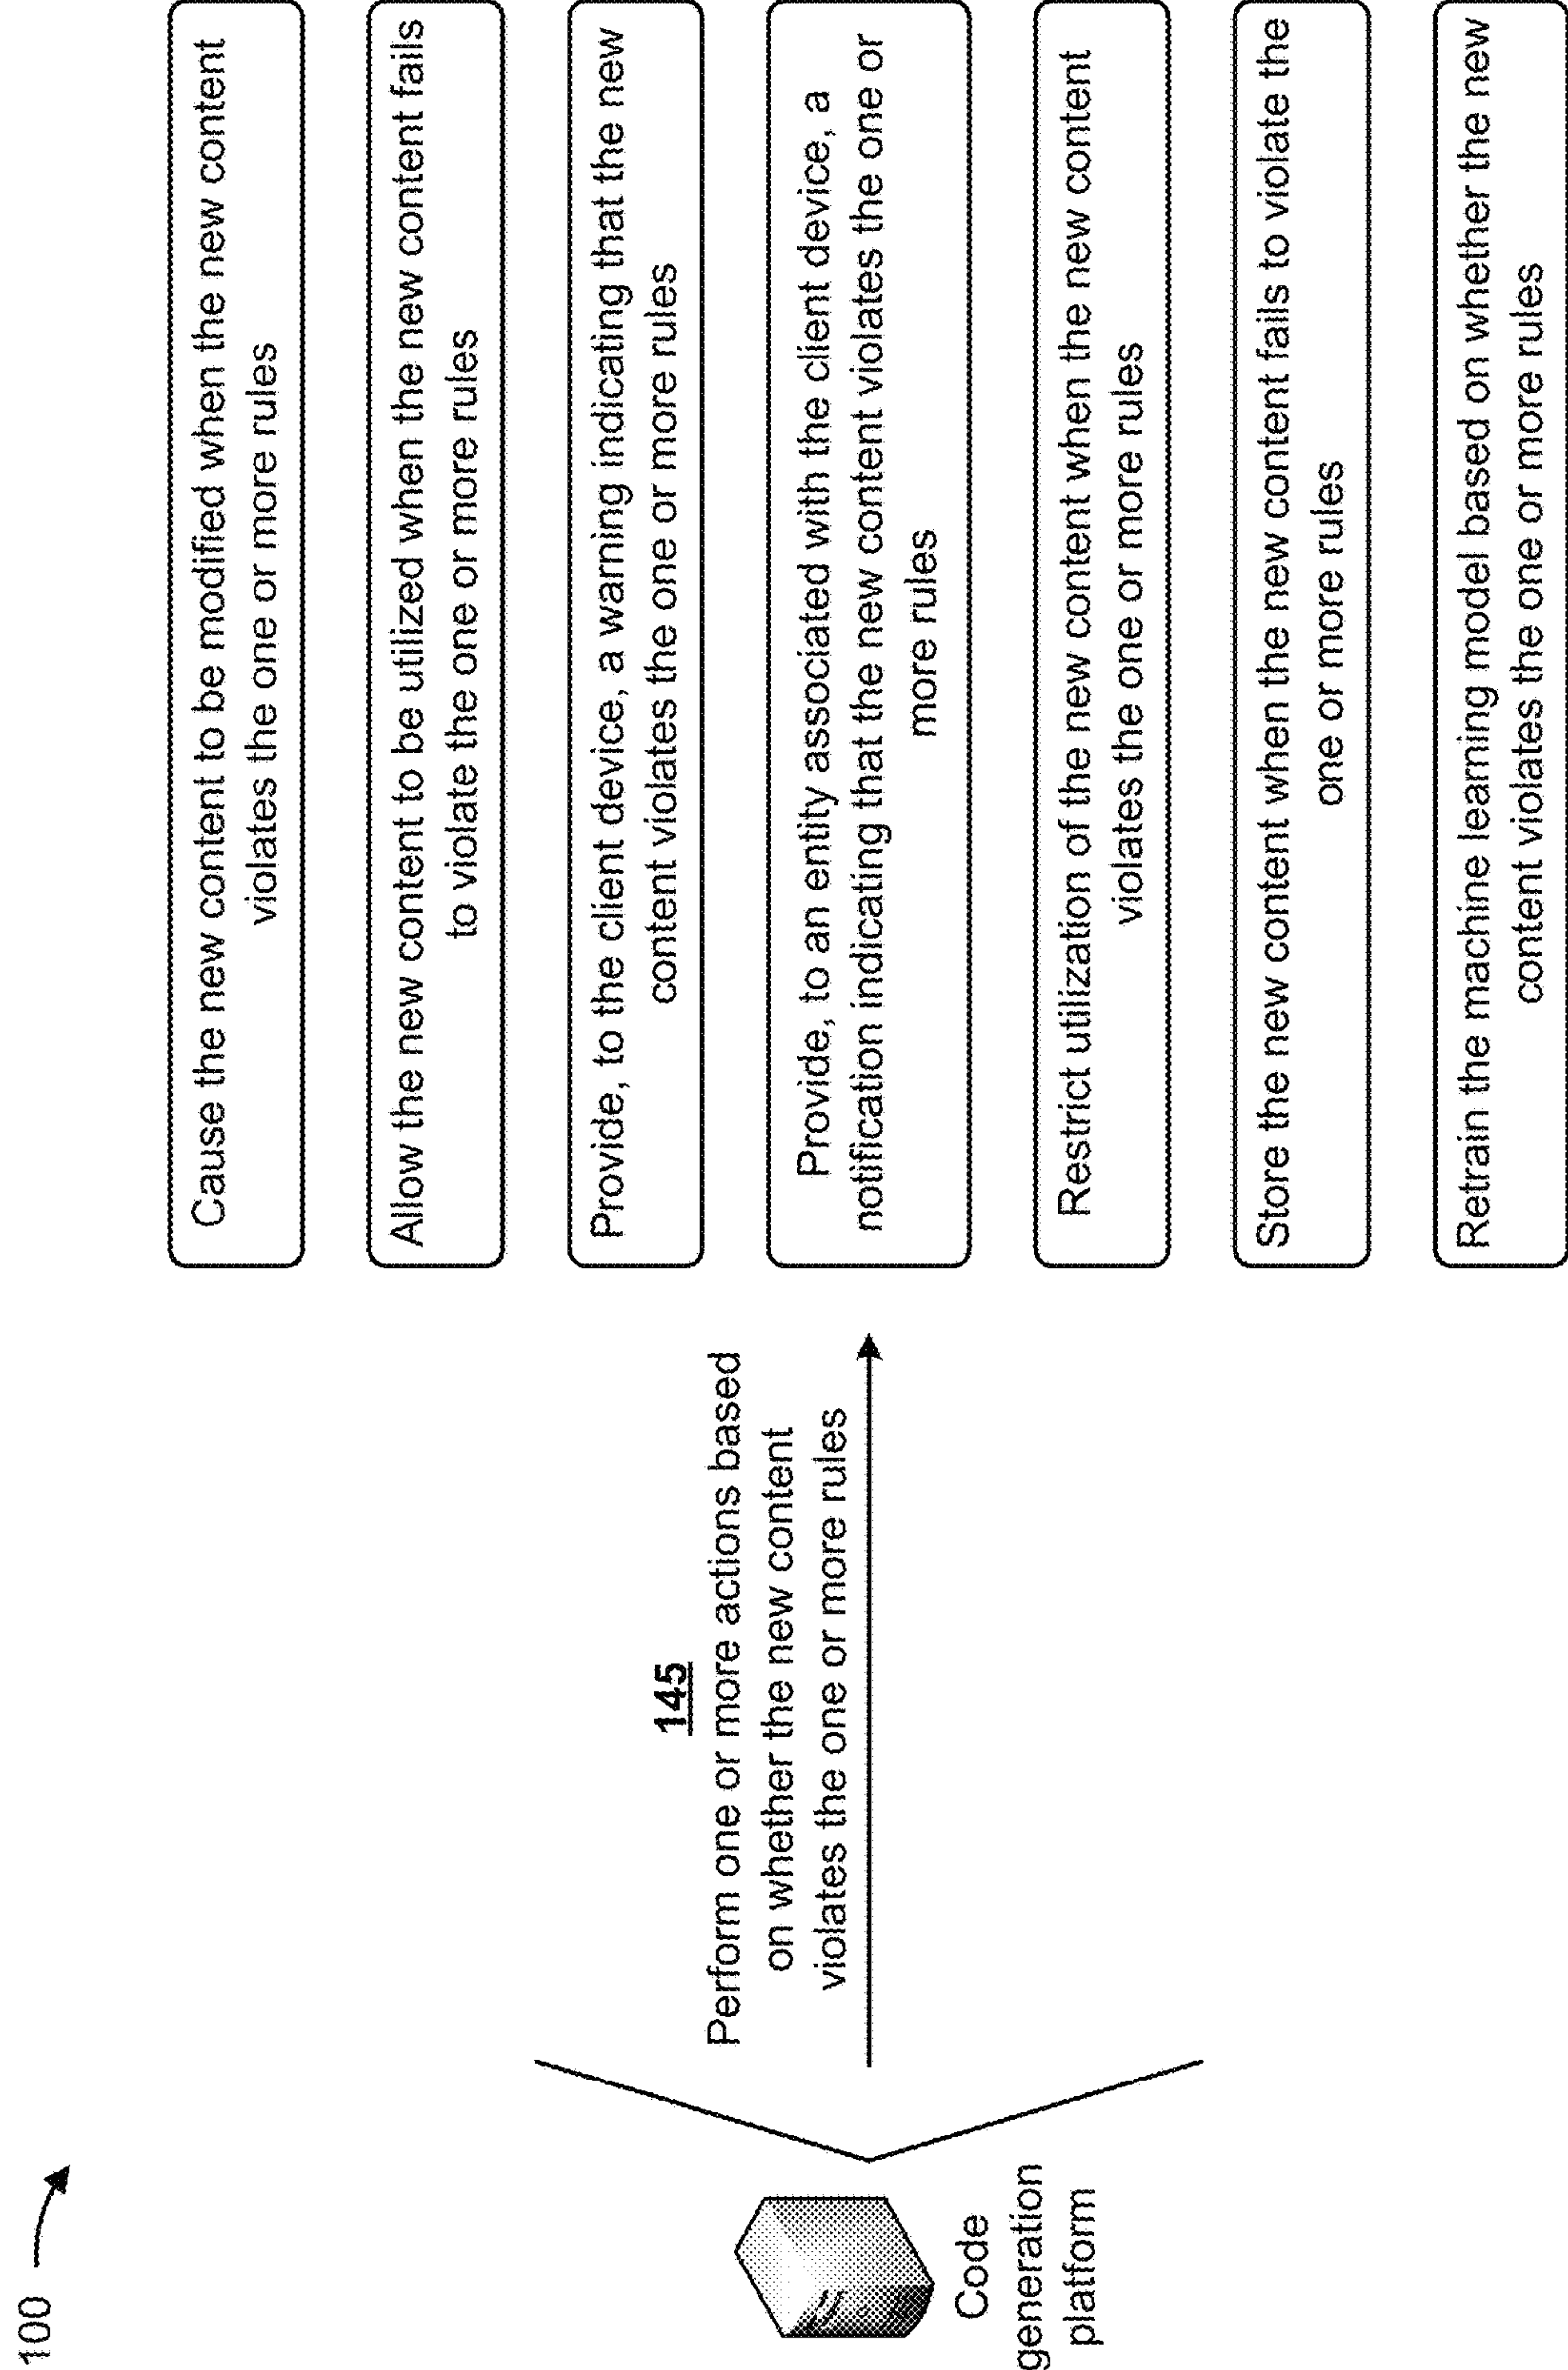 100
Code
generation
platform
145
Perform one or more actions based
on whether the new content
violates the one or more rules
Cause the new content to be modified when the new content
violates the one or more rules
Allow the new content to be utilized when the new content fails
to violate the one or more rules
Provide, to the client device, a warning indicating that the new
content violates the one or more rules
Provide, to an entity associated with the client device, a
notification indicating that the new content violates the one or
more rules
Restrict utilization of the new content when the new content
violates the one or more rules
Store the new content when the new content fails to violate the
one or more rules
Retrain the machine learning model based on whether the new
content violates the one or more rules